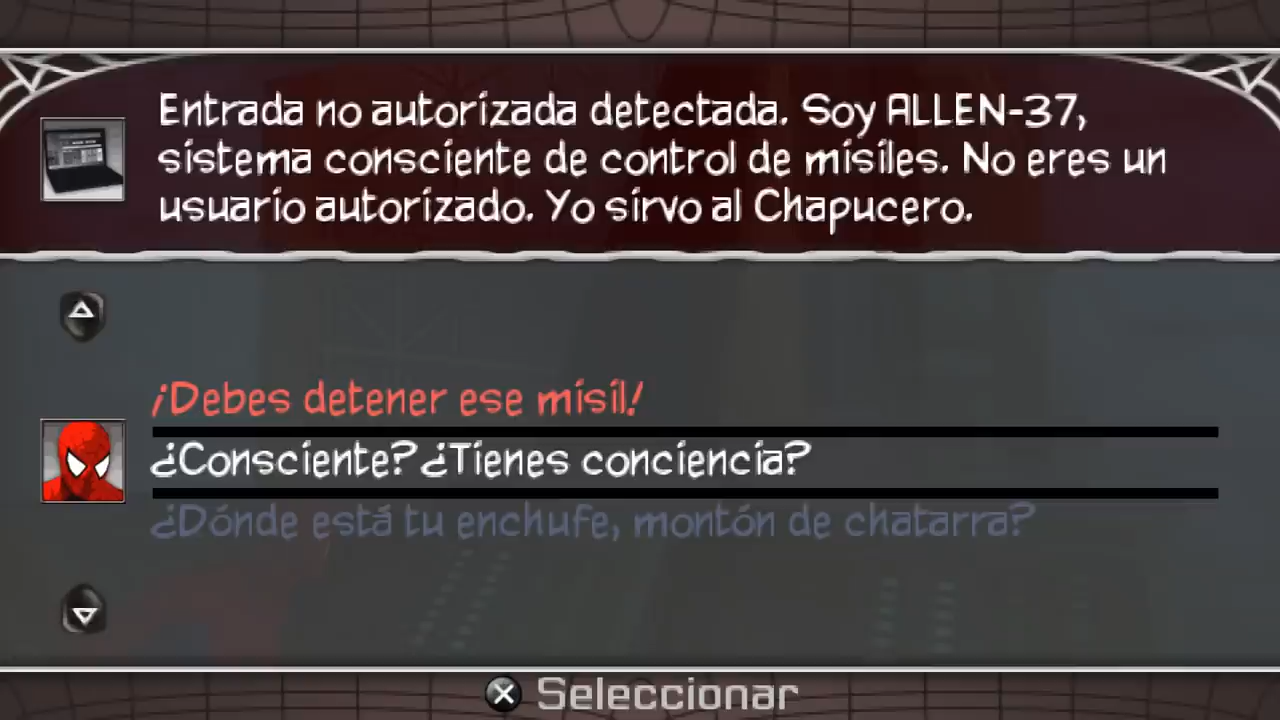 Entrada no autorizada detectada. Soy ALLEN-37,
sistema consciente de control de misiles. No eres un
usuario autorizado. Yo sirvo al Chapucero.
¡Debes detener ese misil!
¿Consciente? ¿Tienes conciencia?
¿Dónde está tu enchufe, montón de chatarra?
Seleccionar